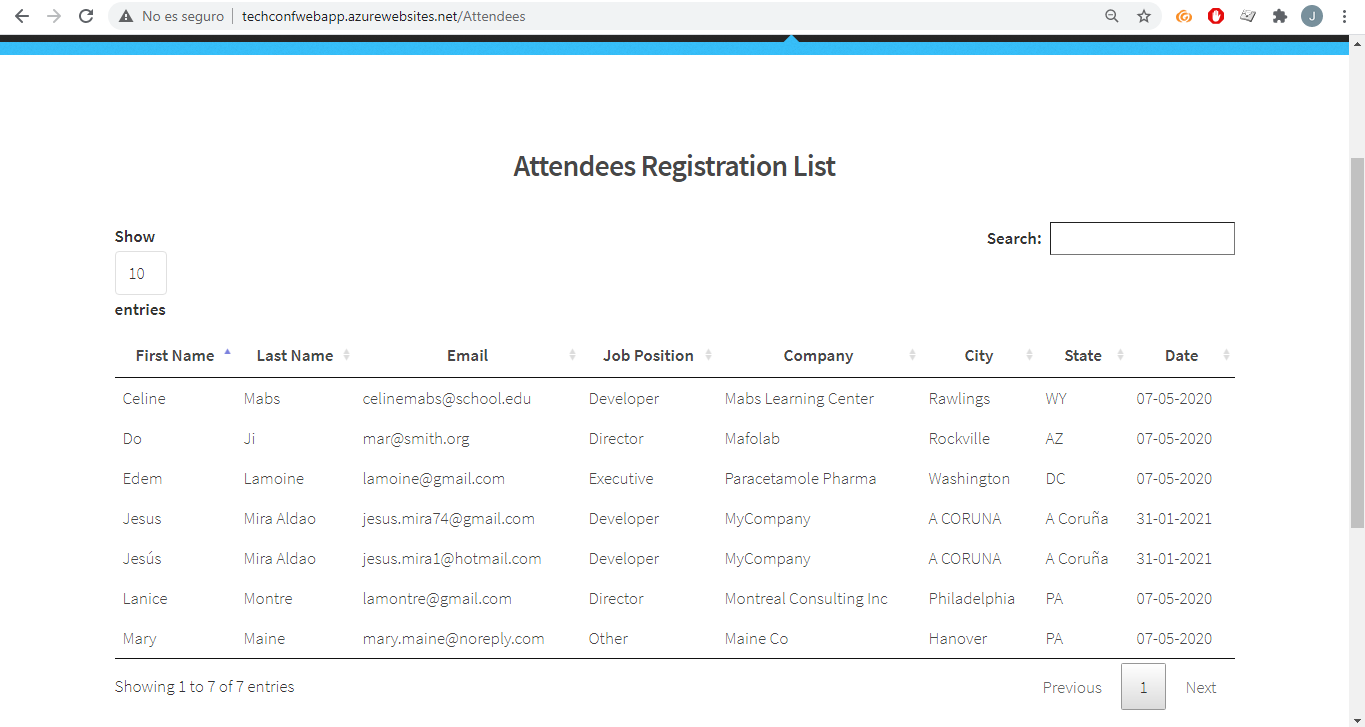 No es seguro techconfwebapp.azurewebsites.net/Attendees J
Attendees Registration List
Show
10
entries
Search:
First Name Last Name Email Job Position Company City State Date
Celine Mabs celinemabs@school.edu Developer Mabs Learning Center Rawlings WY 07-05-2020
Do Ji mar@smith.org Director Mafolab Rockville AZ 07-05-2020
Edem Lamoine lamoine@gmail.com Executive Paracetamole Pharma Washington DC 07-05-2020
Jesus Mira Aldao jesus.mira74@gmail.com Developer MyCompany A CORUNA A Coruña 31-01-2021
Jesús Mira Aldao jesus.mira1@hotmail.com Developer MyCompany A CORUNA A Coruña 31-01-2021
Lanice Montre lamontre@gmail.com Director Montreal Consulting Inc Philadelphia PA 07-05-2020
Mary Maine mary.maine@noreply.com Other Maine Co Hanover PA 07-05-2020
Showing 1 to 7 of 7 entries
Previous 1 Next